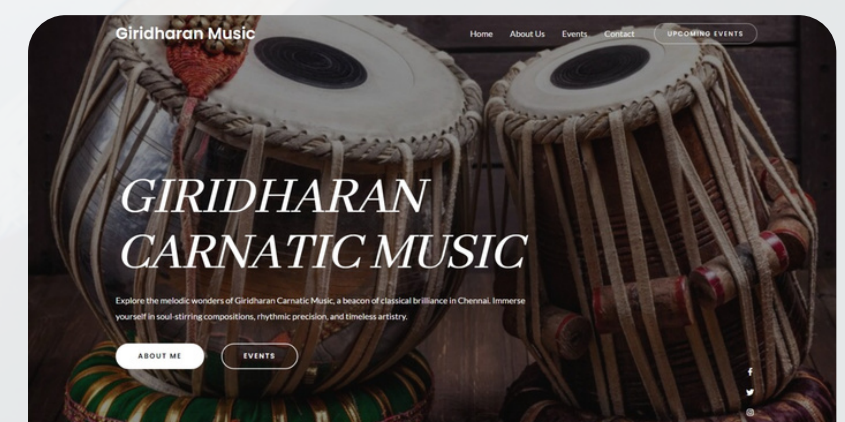 Giridharan Music
Home About Us Events Contact UPCOMING EVENTS
GIRIDHARAN
CARNATIC MUSIC
Explore the melodic wonders of Giridharan Carnatic Music, a beacon of classical brilliance in Chennai. Immerse
yourself in soul-stirring compositions, rhythmic precision, and timeless artistry.
ABOUT ME EVENTS